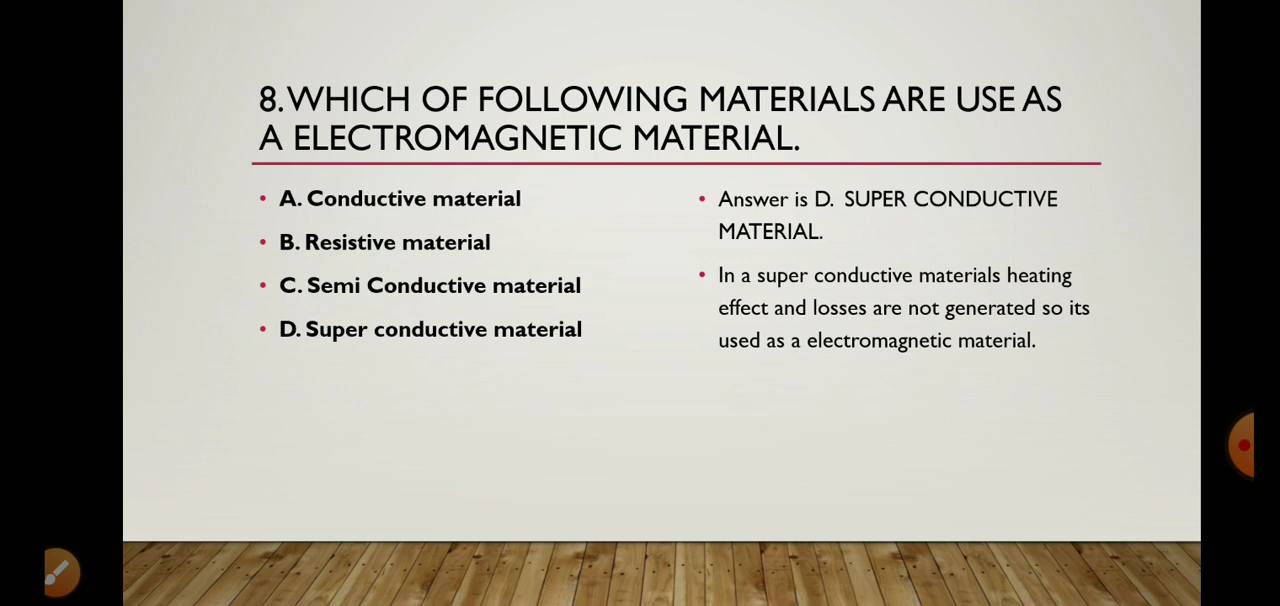 8. WHICH OF FOLLOWING MATERIALS ARE USE AS
A ELECTROMAGNETIC MATERIAL.
• A. Conductive material
• B. Resistive material
• C. Semi Conductive material
• D. Super conductive material
• Answer is D. SUPER CONDUCTIVE
MATERIAL.
• In a super conductive materials heating
effect and losses are not generated so its
used as a electromagnetic material.